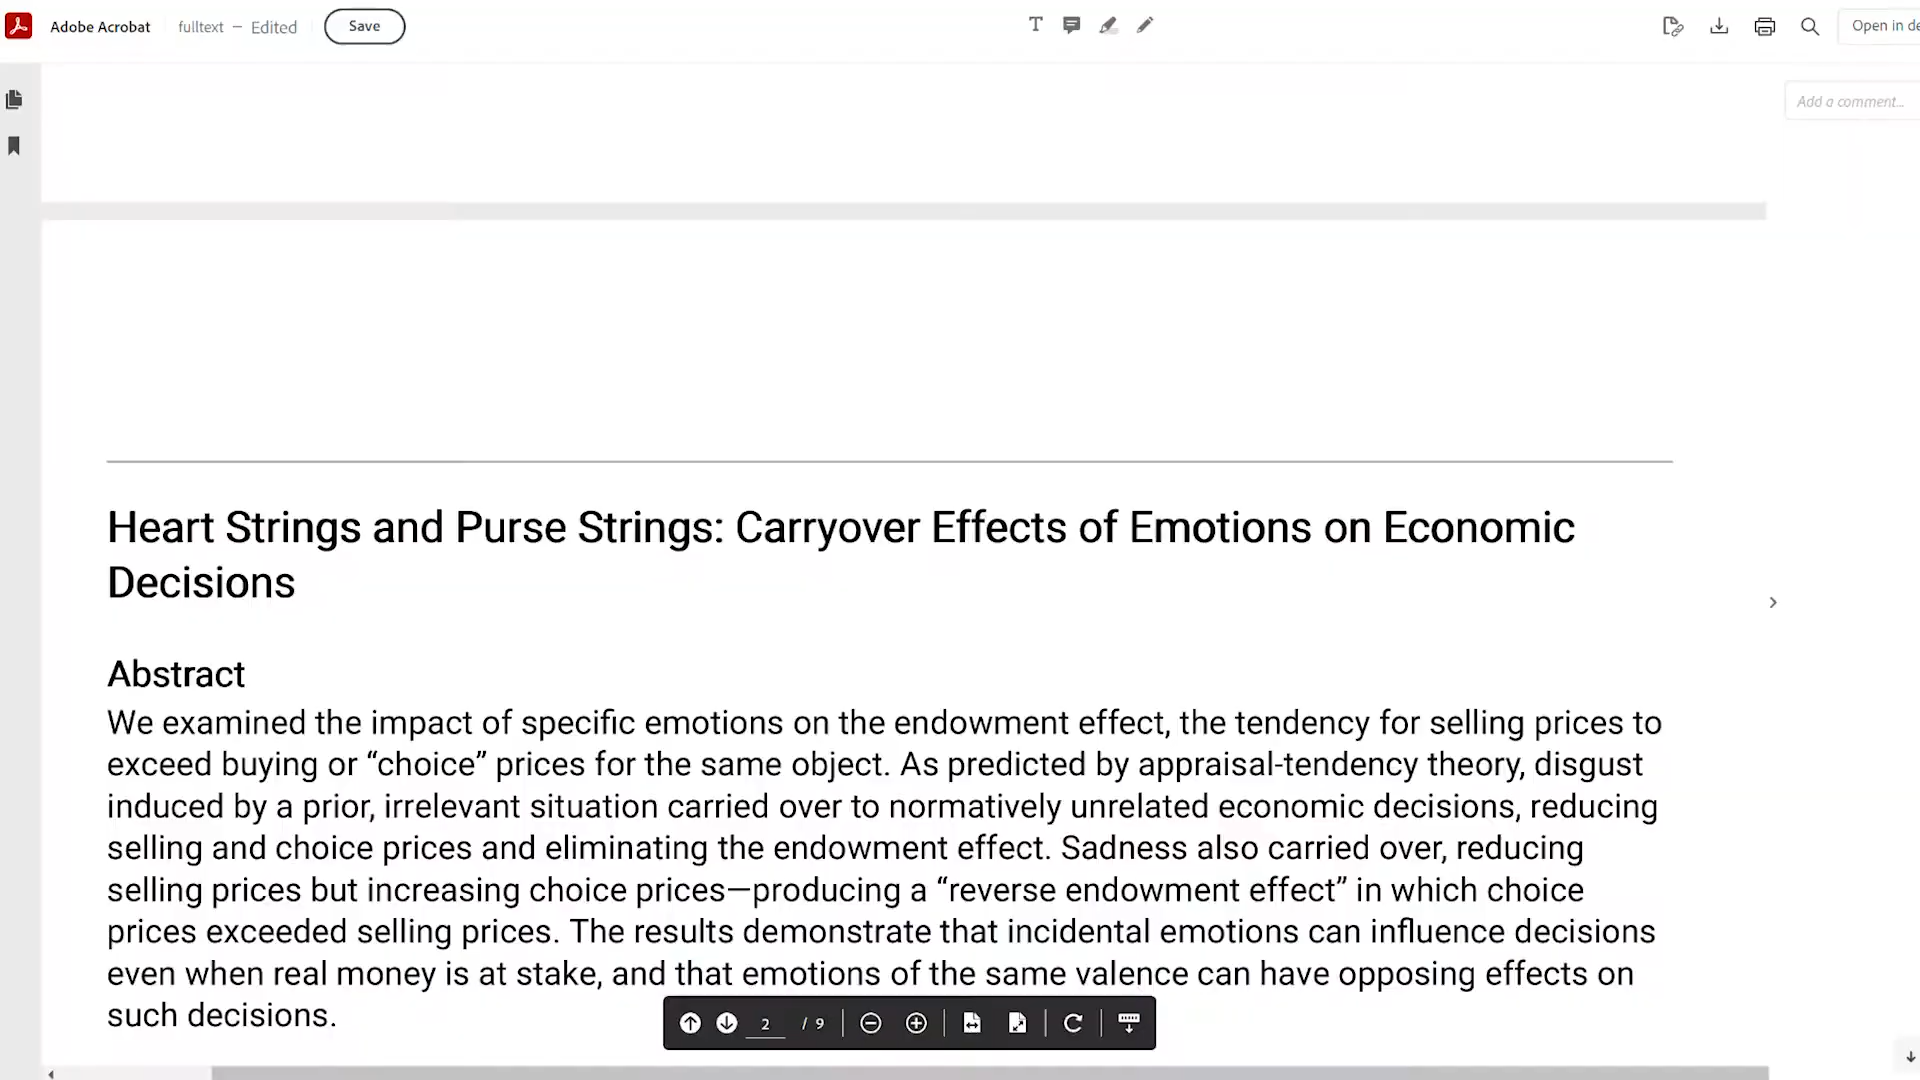 Adobe Acrobat
fulltext – Edited
Save
Open in de
Add a comment...
Heart Strings and Purse Strings: Carryover Effects of Emotions on Economic
Decisions
Abstract
We examined the impact of specific emotions on the endowment effect, the tendency for selling prices to
exceed buying or “choice” prices for the same object. As predicted by appraisal-tendency theory, disgust
induced by a prior, irrelevant situation carried over to normatively unrelated economic decisions, reducing
selling and choice prices and eliminating the endowment effect. Sadness also carried over, reducing
selling prices but increasing choice prices—producing a “reverse endowment effect” in which choice
prices exceeded selling prices. The results demonstrate that incidental emotions can influence decisions
even when real money is at stake, and that emotions of the same valence can have opposing effects on
such decisions.
2 / 9